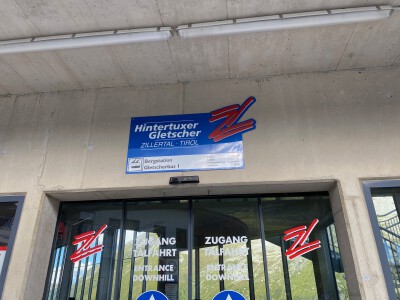 Hintertuxer
Gletscher
ZILLERTAL · TIROL
Bergstation
Gletscherbus 1
ZUGANG
TALFAHRT
ENTRANCE
DOWNHILL
ZUGANG
TALFAHRT
ENTRANCE
DOWNHILL